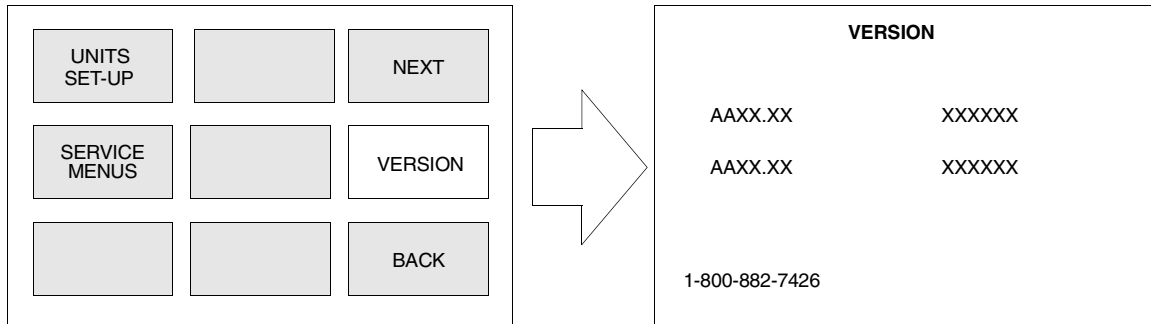 UNITS
SET-UP
NEXT
SERVICE
MENUS
VERSION
BACK
VERSION
AAXX.XX XXXXXX
AAXX.XX XXXXXX
1-800-882-7426